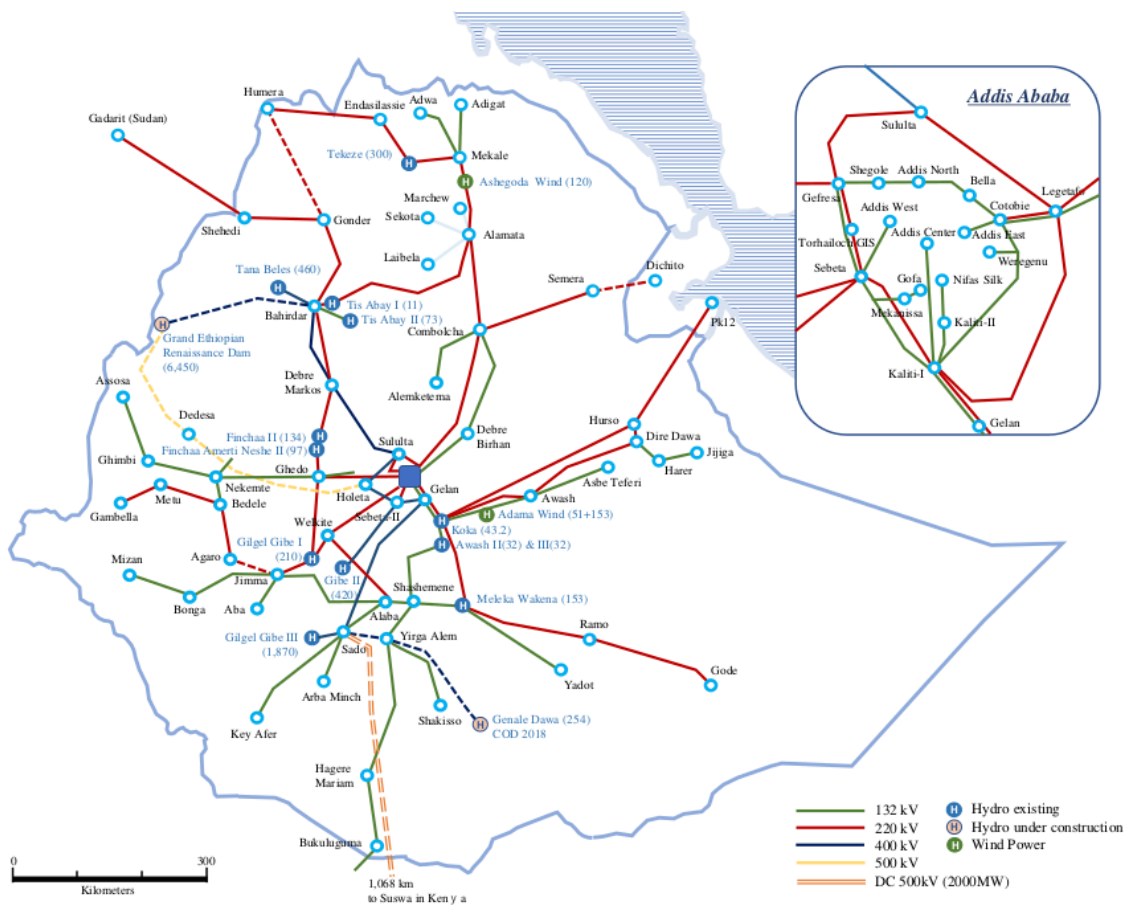 Humera
Endasilassie
Adwa
Adigat
Gadarit (Sudan)
Tekeze (300)
Mekale
Ashegoda Wind (120)
Marchew
Sekota
Gonder
Shehedi
Alamata
Laibela
Tana Beles (460)
Semera
Dichito
Tis Abay I (11)
Bahirdar
Tis Abay II (73)
Pk12
Combolcha
Grand Ethiopian
Renaissance Dam
(6,450)
Assosa
Debre
Markos
Alemketema
Dedesa
Finchaa II (134)
Finchaa Amerti Neshe II (97)
Sululta
Debre
Birhan
Hurso
Dire Dawa
Jijiga
Harer
Ghimbi
Ghedo
Asbe Teferi
Nekemte
Holeta
Gelan
Awash
Metu
Bedele
Sebeta-II
Adama Wind (51+153)
Gambella
Koka (43.2)
Welkite
Awash II(32) & III(32)
Gilgel Gibe I
(210)
Mizan
Agaro
Jimma
Gibe II
(420)
Shashemene
Meleka Wakena (153)
Bonga
Aba
Alaba
Ramo
Gilgel Gibe III
(1,870)
Sado
Yirga Alem
Gode
Yadot
Arba Minch
Shakisso
Key Afer
Genale Dawa (254)
COD 2018
Hagere
Mariam
Bukuluguma
1,068 km
to Suswa in Ken y a
0
300
Kilometers
Addis Ababa
Sululta
Shegole
Addis North
Bella
Legetafo
Gefresa
Addis West
Cotobie
Addis Center
Addis East
Torhailoch GIS
Weregenu
Sebeta
Gofa
Nifas Silk
Mekanissa
Kaliti-II
Kaliti-I
Gelan
132 kV
220 kV
400 kV
500 kV
DC 500kV (2000MW)
H Hydro existing
H Hydro under construction
H Wind Power